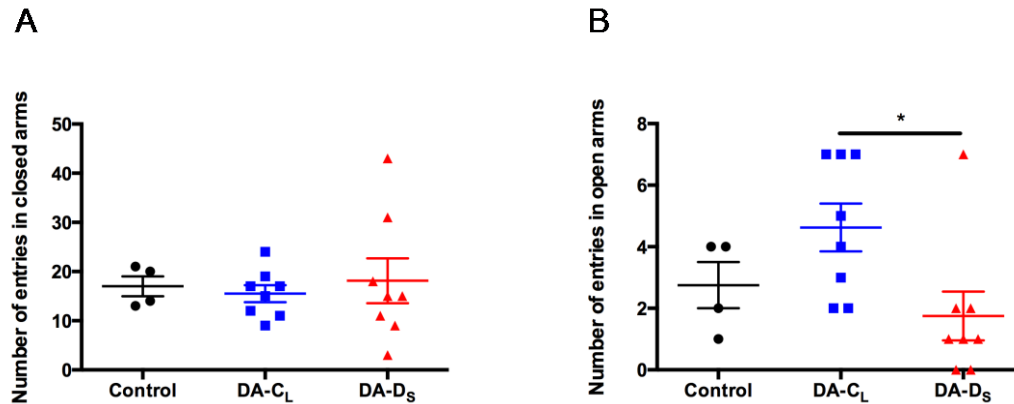 A
Number of entries in closed arms
50
40
30
20
10
0
Control DA-CL DA-DS
B
Number of entries in open arms
8
6
4
2
0
*
Control DA-CL DA-DS